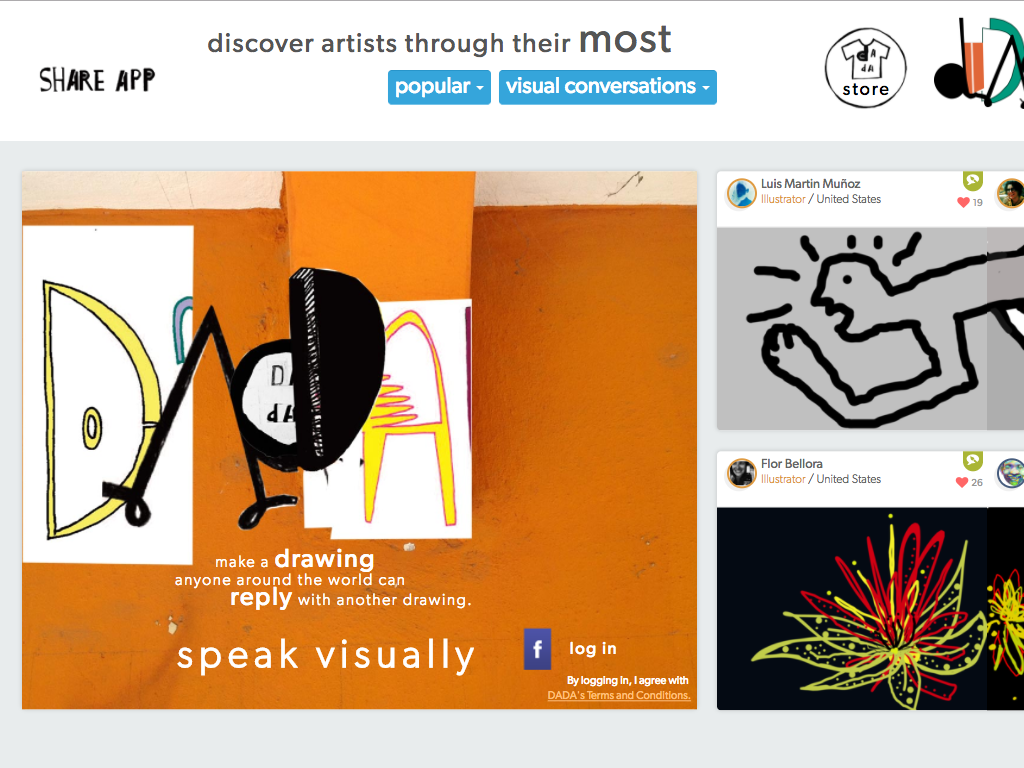 discover artists through their most
SHARE APP
popular
visual conversations
DADA
store
Luis Martin Muñoz
Illustrator / United States
19
DADA
make a drawing
anyone around the world can
reply with another drawing.
speak visually
f
log in
By logging in, I agree with
DADA's Terms and Conditions.
Flor Bellora
Illustrator / United States
26